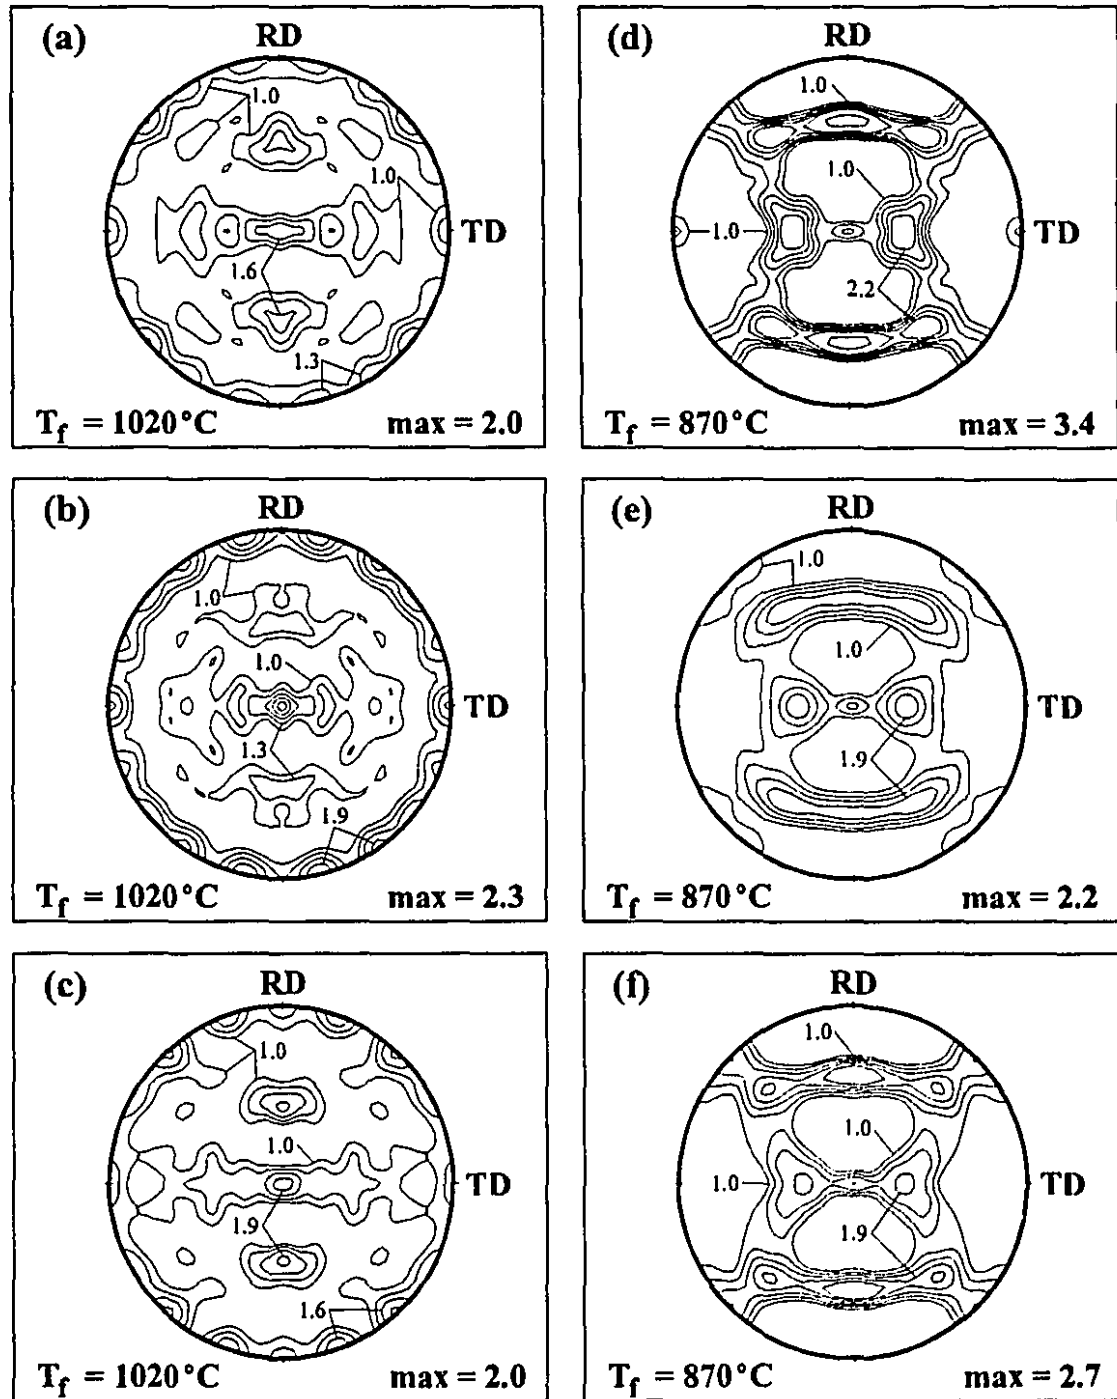 (a)
RD
1.0
1.0
TD
1.6
1.3
T_f = 1020°C
max = 2.0
(d)
RD
1.0
1.0
1.0
TD
2.2
T_f = 870°C
max = 3.4
(b)
RD
1.0
1.0
TD
1.3
1.9
T_f = 1020°C
max = 2.3
(e)
RD
1.0
1.0
TD
1.9
T_f = 870°C
max = 2.2
(c)
RD
1.0
1.0
TD
1.9
1.6
T_f = 1020°C
max = 2.0
(f)
RD
1.0
1.0
1.0
TD
1.9
T_f = 870°C
max = 2.7